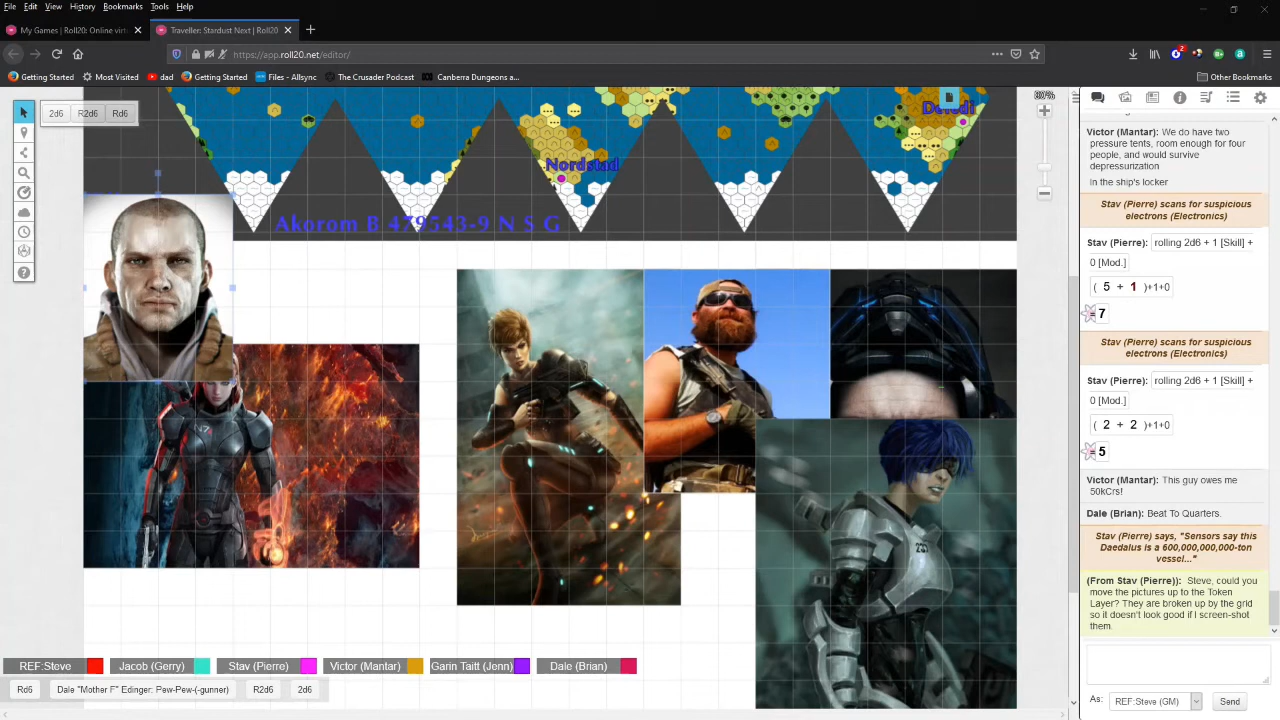 File Edit View History Bookmarks Tools Help
My Games | Roll20: Online virt
Traveller: Stardust Next | Roll20
https://app.roll20.net/editor/
Getting Started
Most Visited
dad
Getting Started
Files - Allsync
The Crusader Podcast
Canberra Dungeons a...
Other Bookmarks
2d6 R2d6 Rd6
80%
Nordstad
Akorom B 479543-9 N S G
N7
Victor (Mantar): We do have two
pressure tents, room enough for four
people, and would survive
depressurization
In the ship's locker
Stav (Pierre) scans for suspicious
electrons (Electronics)
Stav (Pierre): rolling 2d6 + 1 [Skill] +
0 [Mod.]
( 5 + 1 )+1+0
= 7
Stav (Pierre) scans for suspicious
electrons (Electronics)
Stav (Pierre): rolling 2d6 + 1 [Skill] +
0 [Mod.]
( 2 + 2 )+1+0
= 5
Victor (Mantar): This guy owes me
50kCrs!
Dale (Brian): Beat To Quarters.
Stav (Pierre) says, "Sensors say this
Daedalus is a 600,000,000,000-ton
vessel..."
(From Stav (Pierre)): Steve, could you
move the pictures up to the Token
Layer? They are broken up by the grid
so it doesn't look good if I screen-shot
them.
As: REF:Steve (GM) Send
REF:Steve
Jacob (Gerry)
Stav (Pierre)
Victor (Mantar)
Garin Taitt (Jenn)
Dale (Brian)
Rd6
Dale "Mother F" Edinger: Pew-Pew-(-gunner)
R2d6
2d6